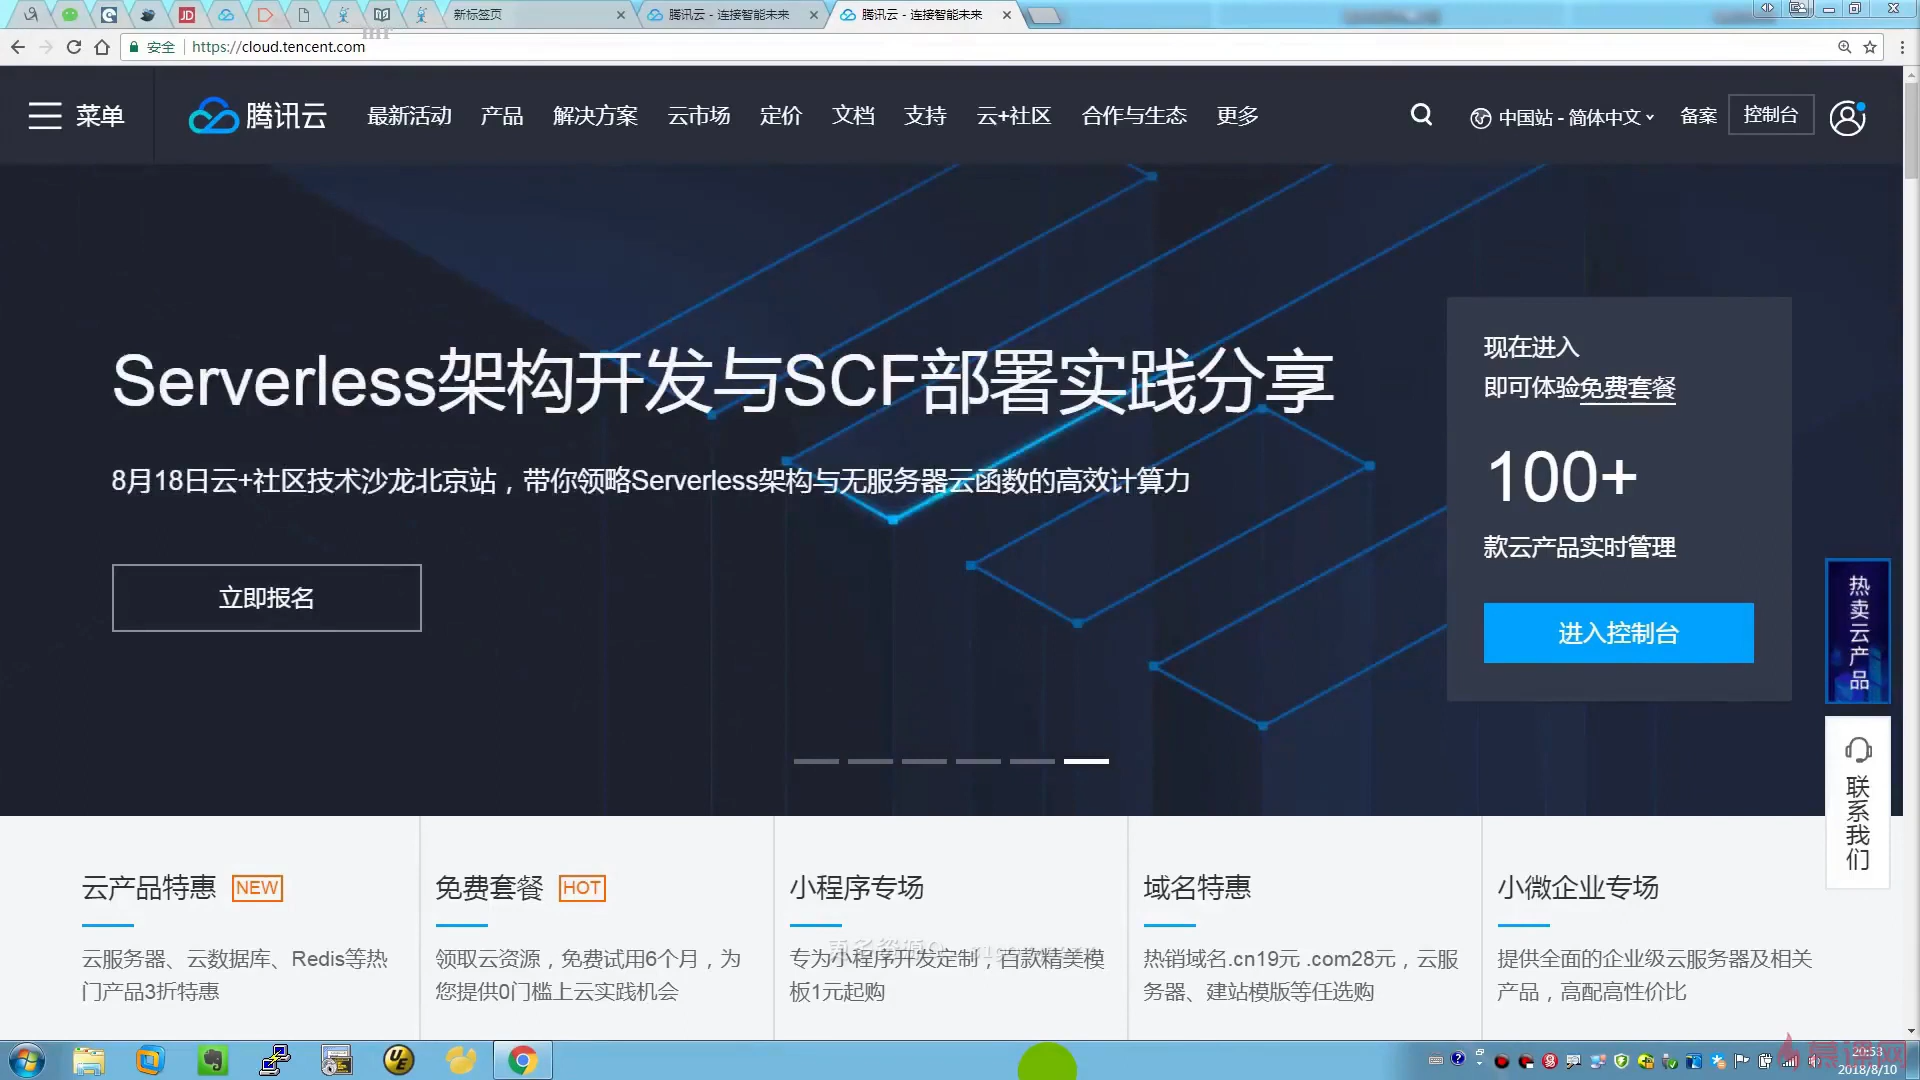 新标签页
腾讯云 - 连接智能未来
腾讯云 - 连接智能未来
安全
https://cloud.tencent.com
菜单
腾讯云
最新活动
产品
解决方案
云市场
定价
文档
支持
云+社区
合作与生态
更多
中国站 - 简体中文
备案
控制台
Serverless架构开发与SCF部署实践分享
8月18日云+社区技术沙龙北京站，带你领略Serverless架构与无服务器云函数的高效计算力
立即报名
现在进入
即可体验免费套餐
100+
款云产品实时管理
进入控制台
热卖云产品
联系我们
云产品特惠 NEW
云服务器、云数据库、Redis等热
门产品3折特惠
免费套餐 HOT
领取云资源，免费试用6个月，为
您提供0门槛上云实践机会
小程序专场
专为小程序开发定制，百款精美模
板1元起购
域名特惠
热销域名.cn19元 .com28元，云服
务器、建站模版等任选购
小微企业专场
提供全面的企业级云服务器及相关
产品，高配高性价比
20:53
2018/8/10